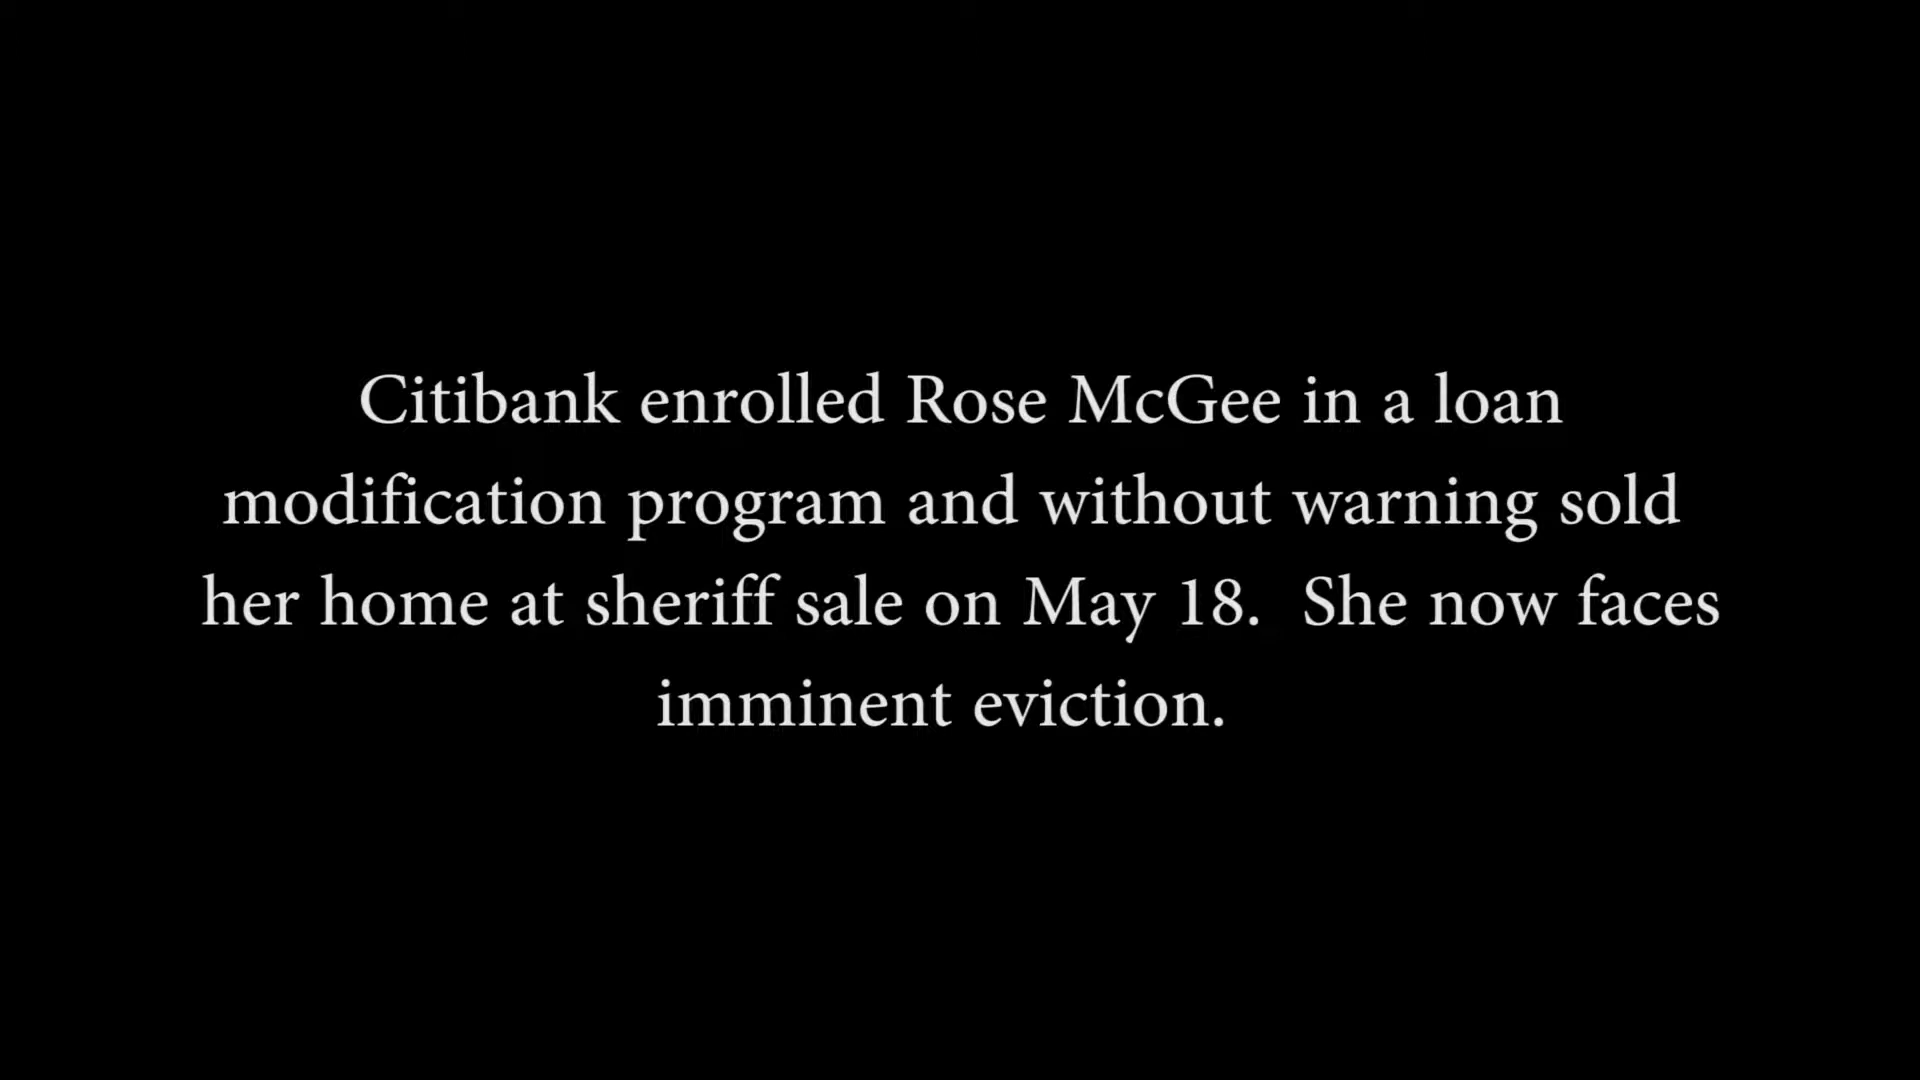 Citibank enrolled Rose McGee in a loan
modification program and without warning sold
her home at sheriff sale on May 18.  She now faces
imminent eviction.